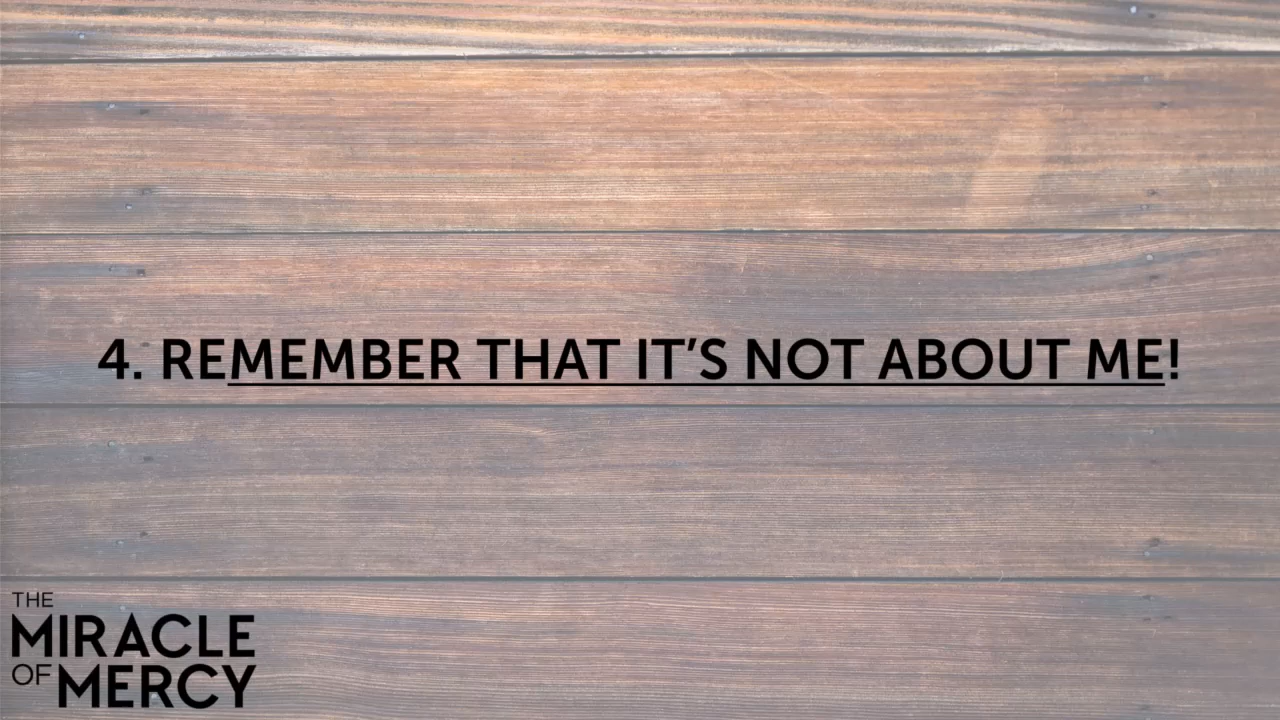 4. REMEMBER THAT IT’S NOT ABOUT ME!
THE
MIRACLE
OF MERCY